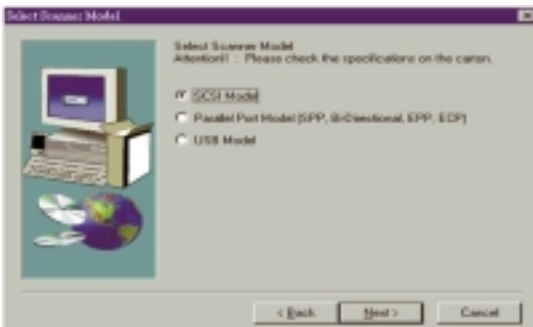 Select Scanner Model
Select Scanner Model
Attention!! : Please check the specifications on the carton.
SCSI Model
Parallel Port Model (SPP, Bi-Directional, EPP, ECP)
USB Model
< Back
Next >
Cancel